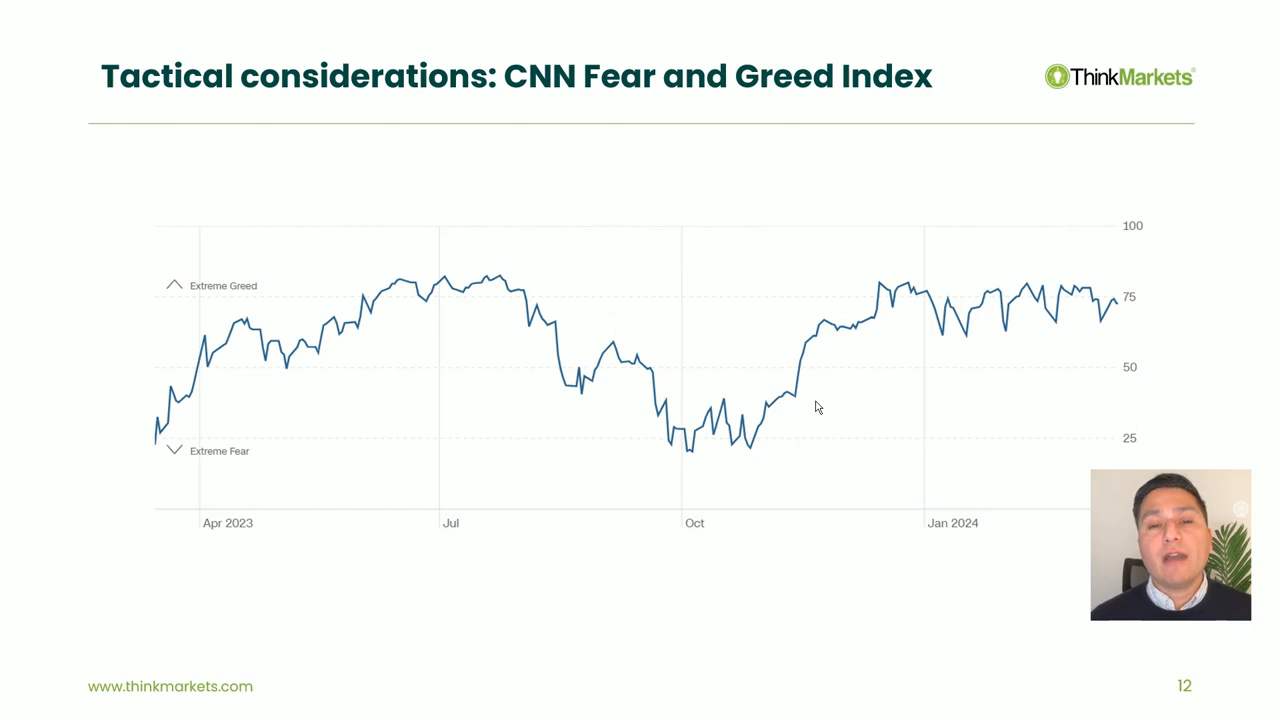 Tactical considerations: CNN Fear and Greed Index
ThinkMarkets®
100
Extreme Greed
75
50
25
Extreme Fear
Apr 2023
Jul
Oct
Jan 2024
www.thinkmarkets.com
12